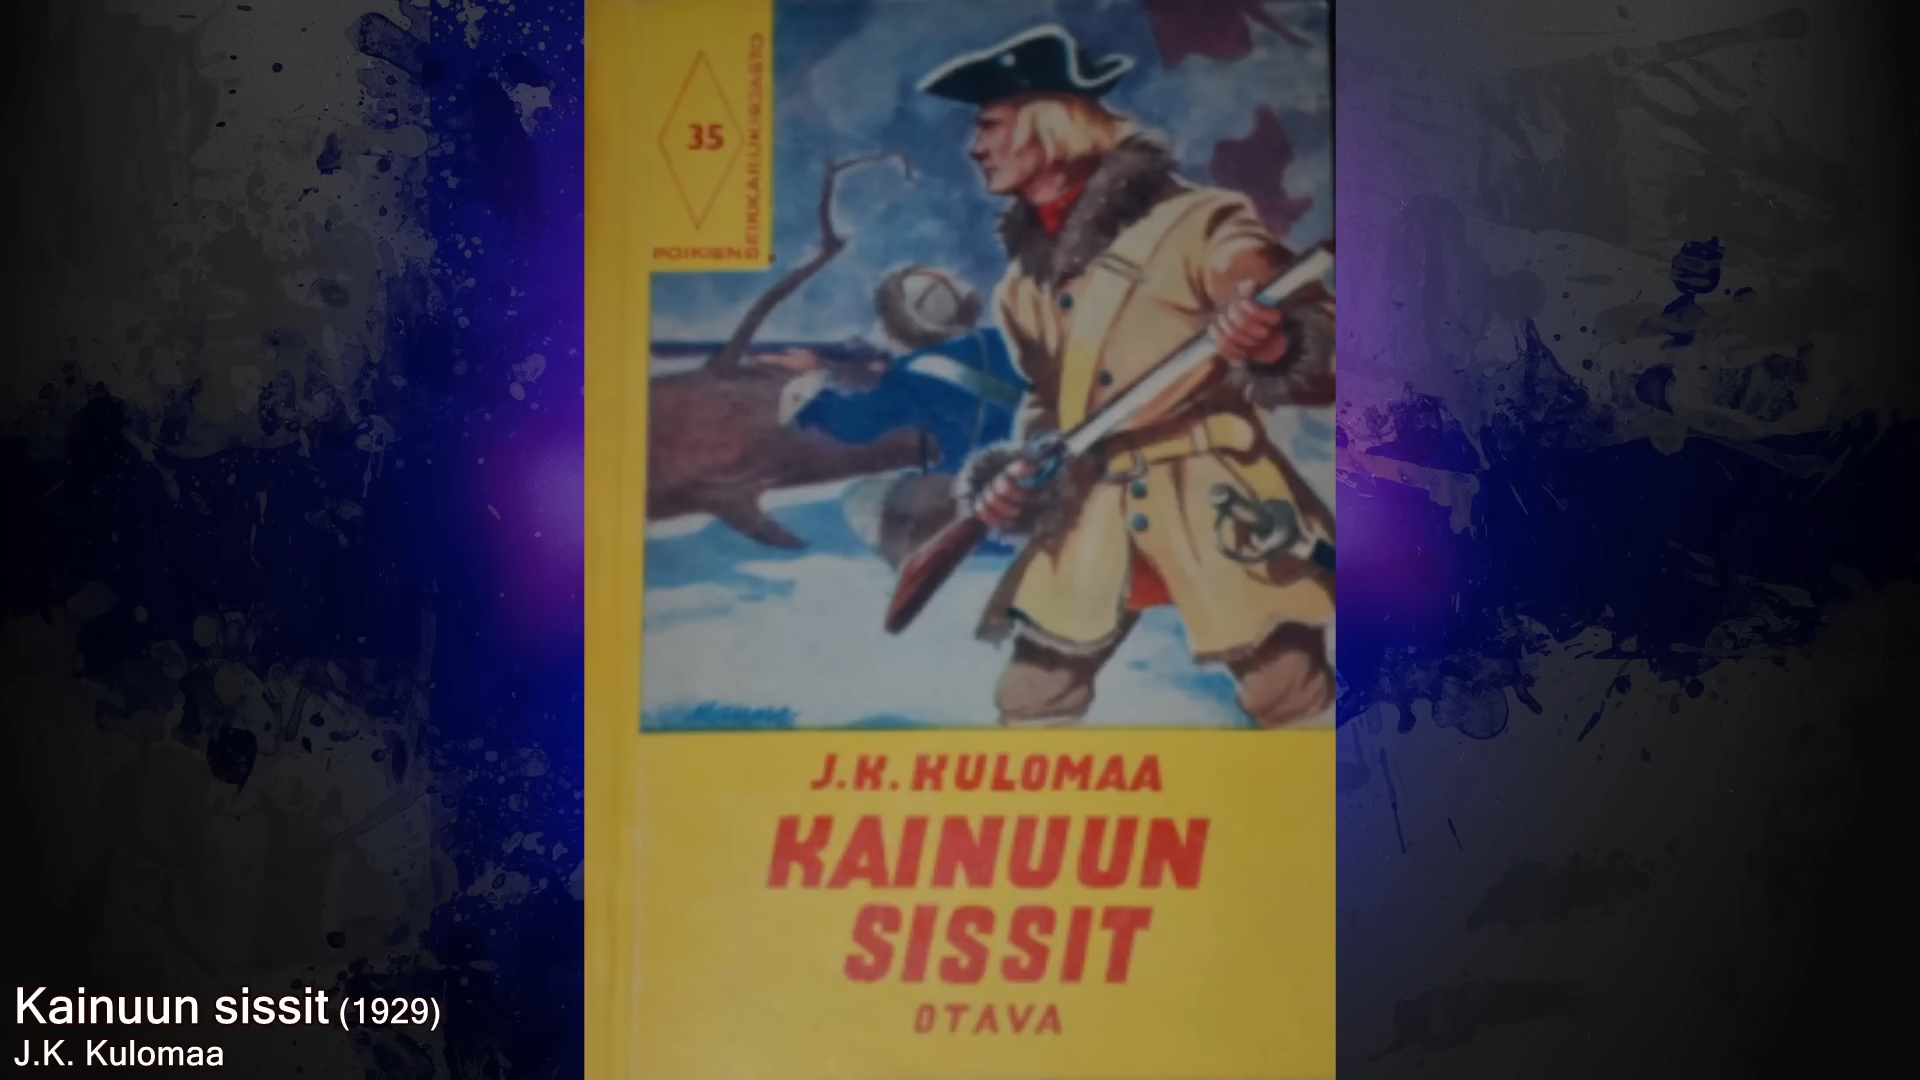 35
POIKIEN
SEIKKAILUKIRJASTO
J.K. KULOMAA
KAINUUN
SISSIT
OTAVA
Kainuun sissit (1929)
J.K. Kulomaa